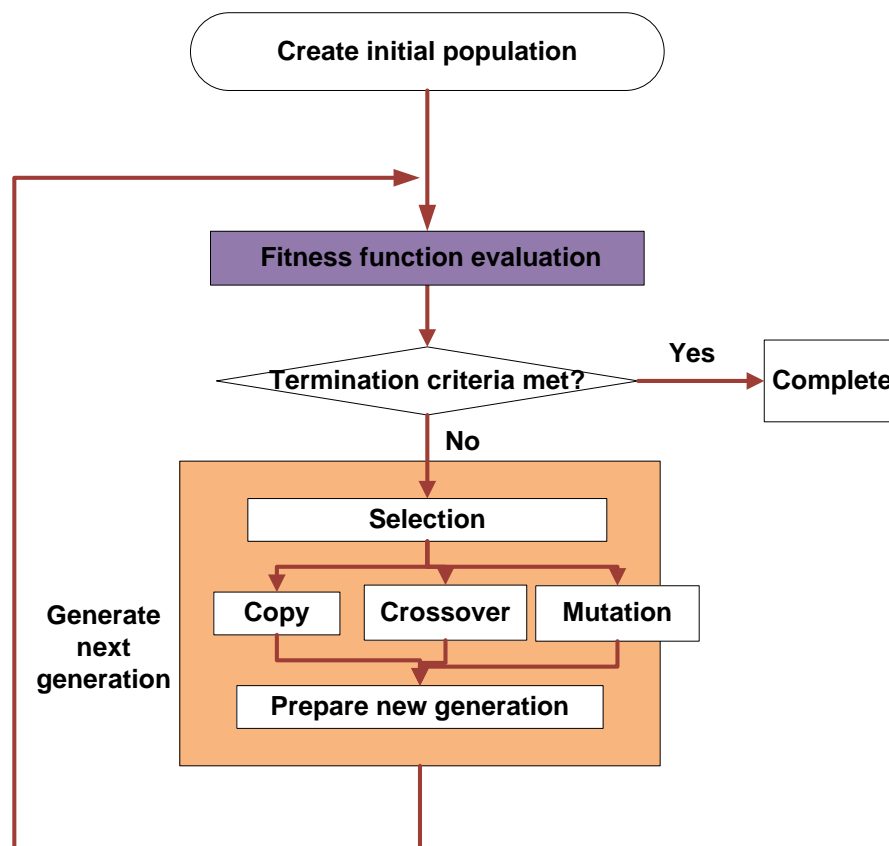 Create initial population
Fitness function evaluation
Termination criteria met?
Yes
Complete
No
Selection
Copy
Crossover
Mutation
Generate
next
generation
Prepare new generation